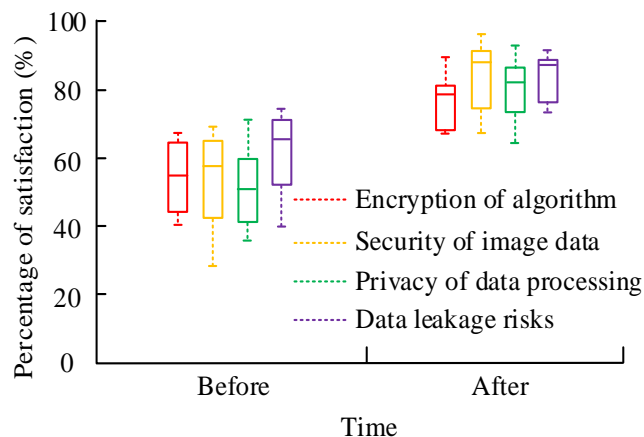 Percentage of satisfaction (%)
100
80
60
40
20
0
Encryption of algorithm
Security of image data
Privacy of data processing
Data leakage risks
Before
After
Time